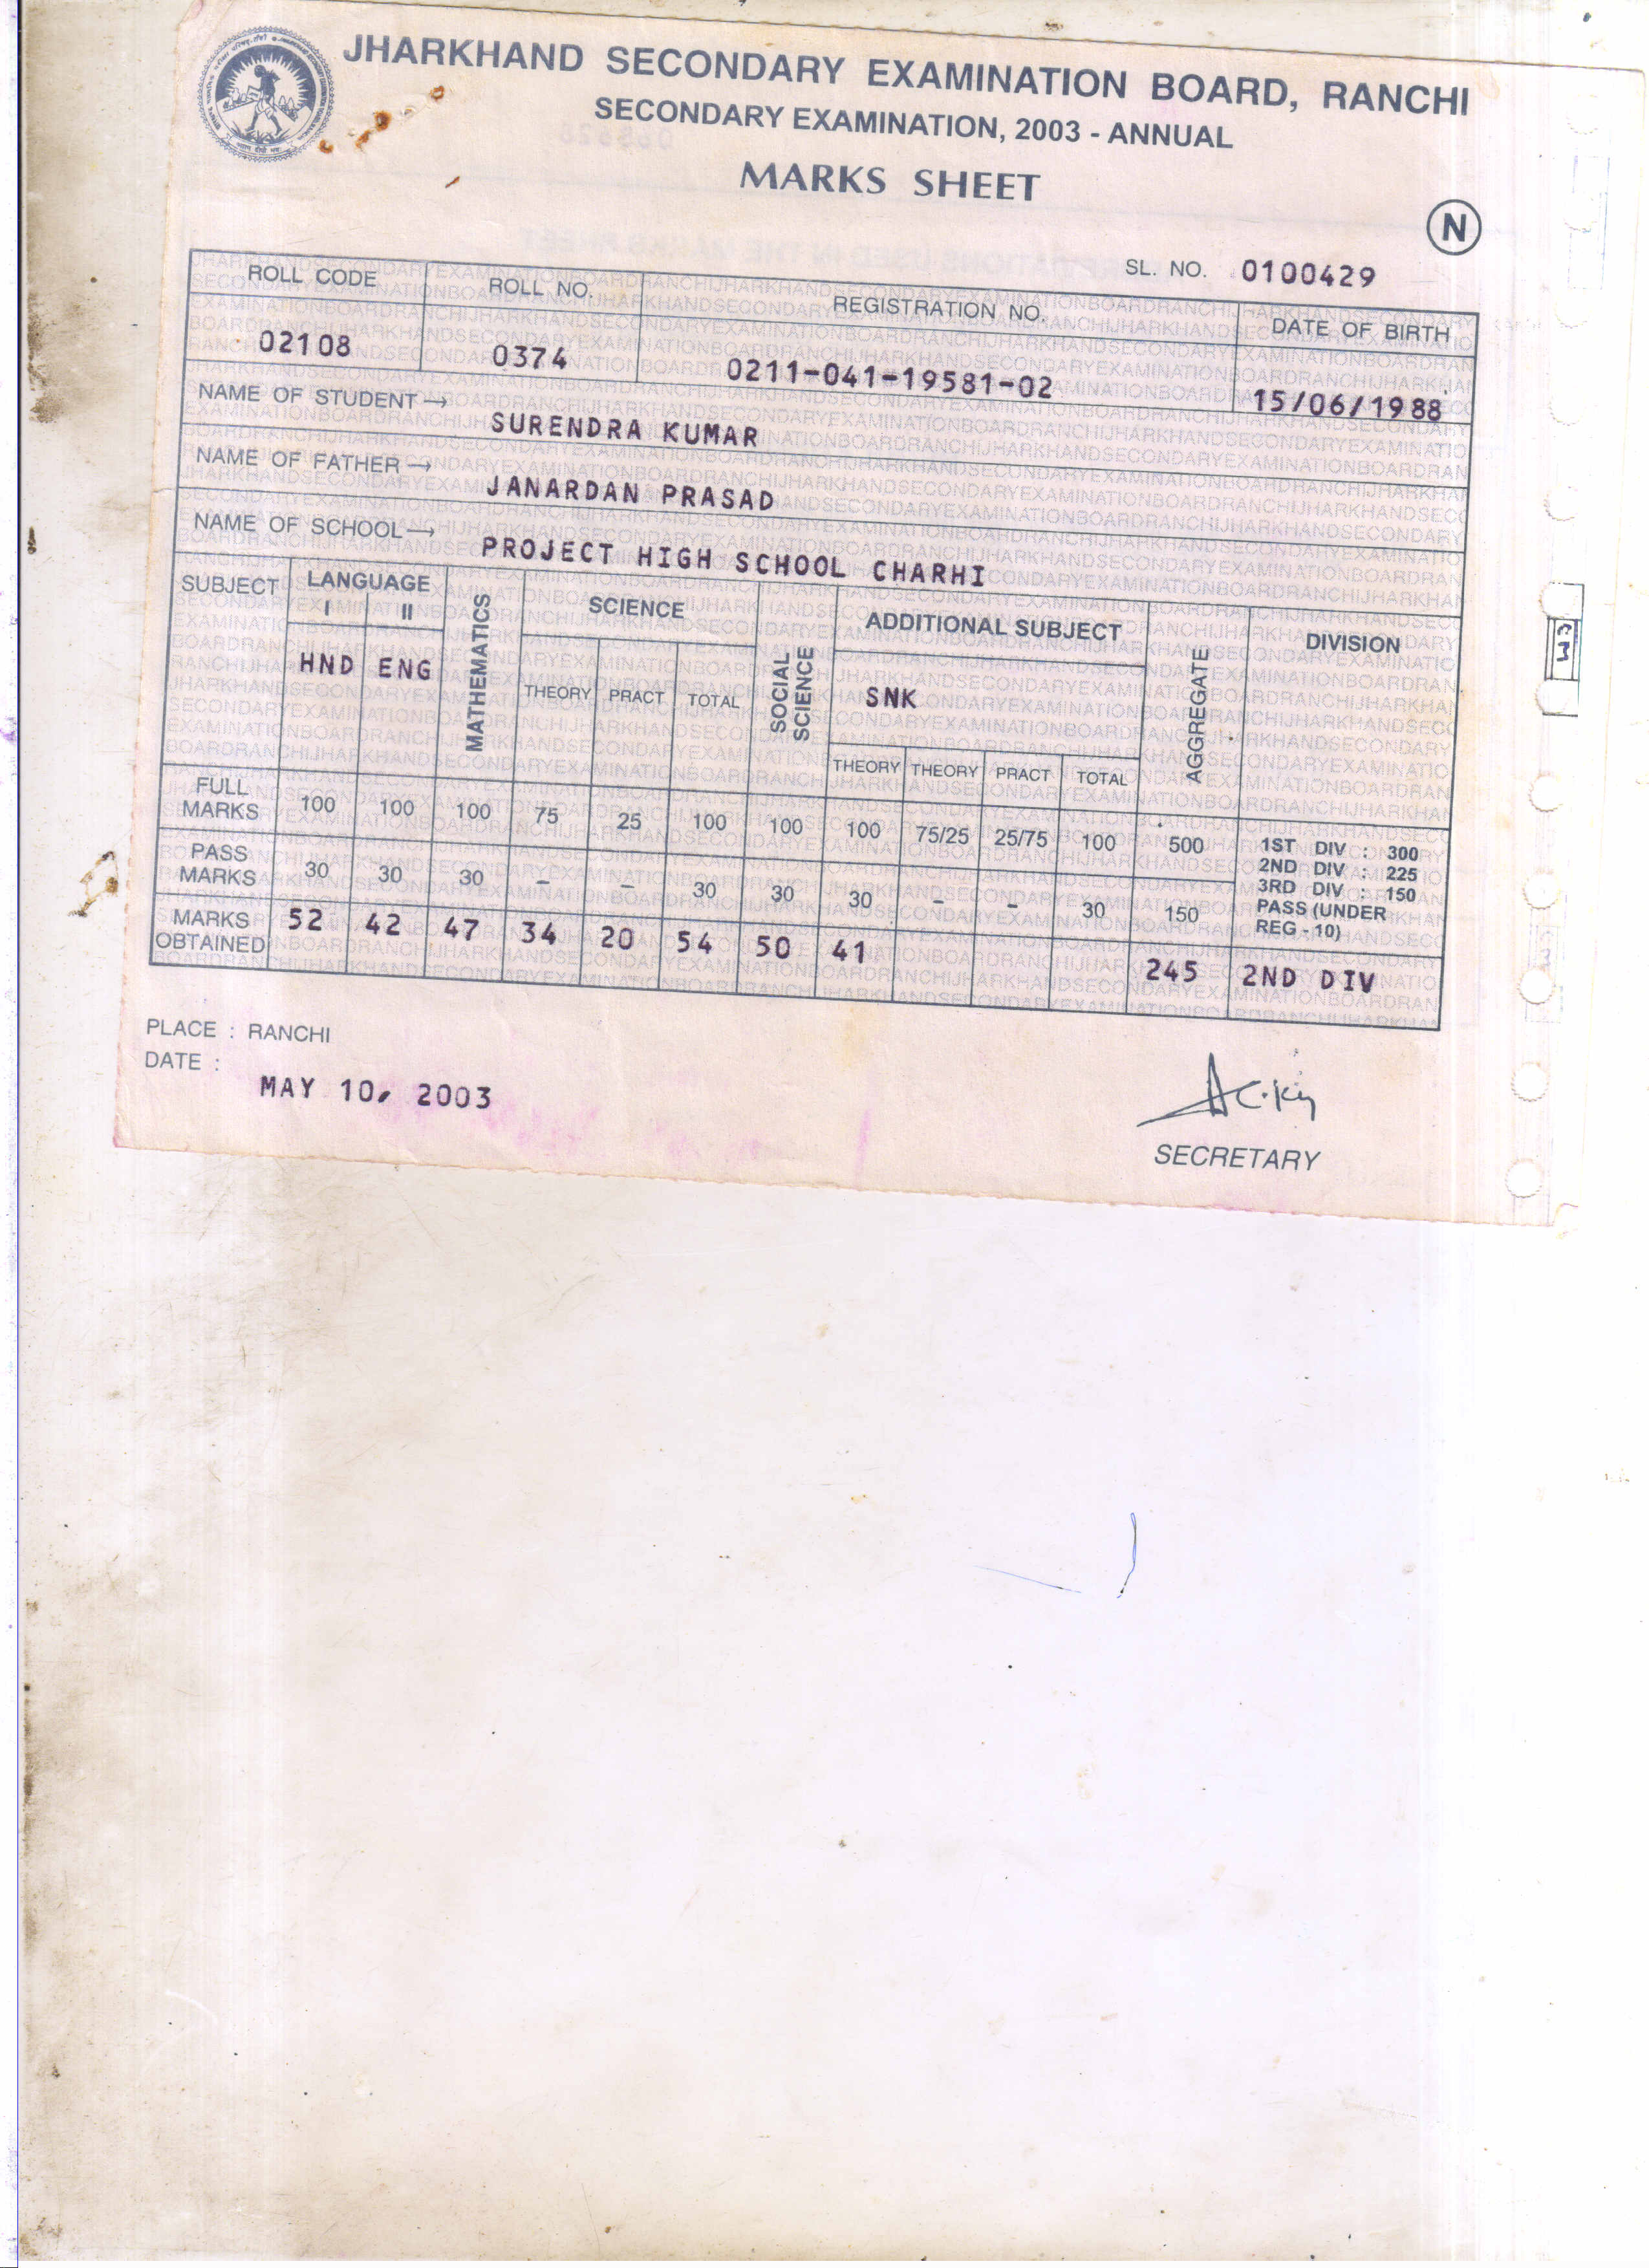 JHARKHAND SECONDARY EXAMINATION BOARD, RANCHI
SECONDARY EXAMINATION, 2003 - ANNUAL
MARKS SHEET
N
SL. NO. 0100429
ROLL CODE ROLL NO. REGISTRATION NO. DATE OF BIRTH
02108 0374 0211-041-19581-02 15/06/1988
NAME OF STUDENT → SURENDRA KUMAR
NAME OF FATHER → JANARDAN PRASAD
NAME OF SCHOOL → PROJECT HIGH SCHOOL CHARHI
SUBJECT LANGUAGE MATHEMATICS SCIENCE SOCIAL SCIENCE ADDITIONAL SUBJECT AGGREGATE DIVISION
I II
HND ENG THEORY PRACT TOTAL SNK
THEORY THEORY PRACT TOTAL
FULL MARKS 100 100 100 75 25 100 100 100 75/25 25/75 100 500 1ST DIV : 300
2ND DIV : 225
PASS MARKS 30 30 30 – – 30 30 30 – – 30 150 3RD DIV : 150
PASS (UNDER
REG - 10)
MARKS OBTAINED 52 42 47 34 20 54 50 41 245 2ND DIV
PLACE : RANCHI
DATE :
MAY 10, 2003
SECRETARY